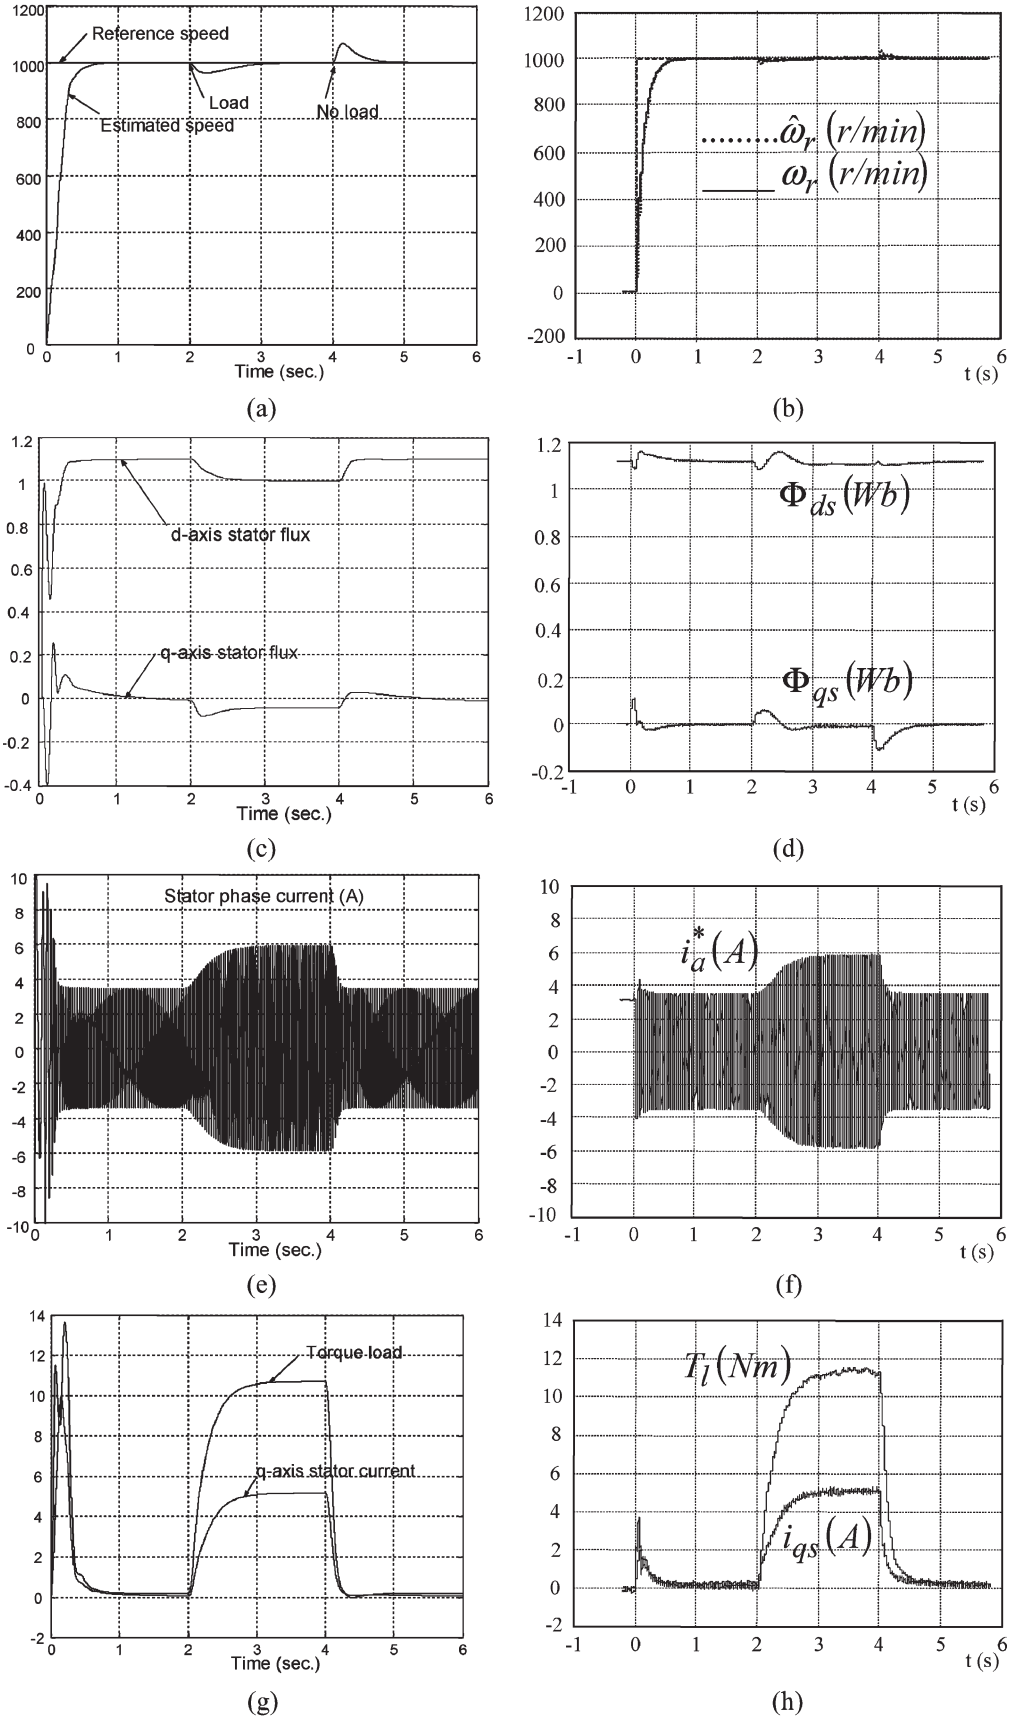 1200
1000
800
600
400
200
0
Reference speed
Estimated speed
Load
No load
0 1 2 3 4 5 6
Time (sec.)
(a)
1200
1000
800
600
400
200
0
-200
ω̂r (r/min)
ωr (r/min)
-1 0 1 2 3 4 5 6
t (s)
(b)
1.2
1
0.8
0.6
0.4
0.2
0
-0.2
-0.4
d-axis stator flux
q-axis stator flux
0 1 2 3 4 5 6
Time (sec.)
(c)
1.2
1
0.8
0.6
0.4
0.2
0
-0.2
Φds (Wb)
Φqs (Wb)
-1 0 1 2 3 4 5 6
t (s)
(d)
10
8
6
4
2
0
-2
-4
-6
-8
-10
Stator phase current (A)
0 1 2 3 4 5 6
Time (sec.)
(e)
10
8
6
4
2
0
-2
-4
-6
-8
-10
ia* (A)
-1 0 1 2 3 4 5 6
t (s)
(f)
14
12
10
8
6
4
2
0
-2
Torque load
q-axis stator current
0 1 2 3 4 5 6
Time (sec.)
(g)
14
12
10
8
6
4
2
0
-2
Tl (Nm)
iqs (A)
-1 0 1 2 3 4 5 6
t (s)
(h)